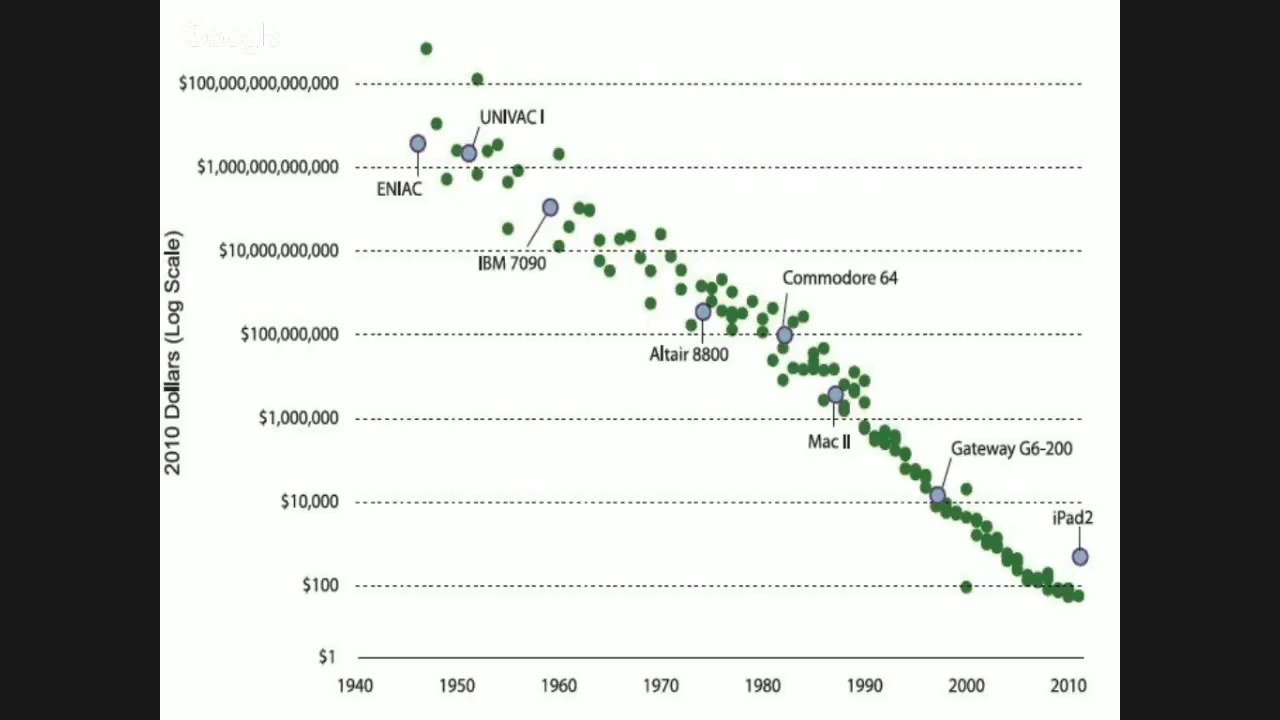 Google
$100,000,000,000,000
UNIVAC I
$1,000,000,000,000
ENIAC
$10,000,000,000
IBM 7090
Commodore 64
$100,000,000
Altair 8800
$1,000,000
Mac II
Gateway G6-200
$10,000
iPad2
$100
$1
2010 Dollars (Log Scale)
1940 1950 1960 1970 1980 1990 2000 2010